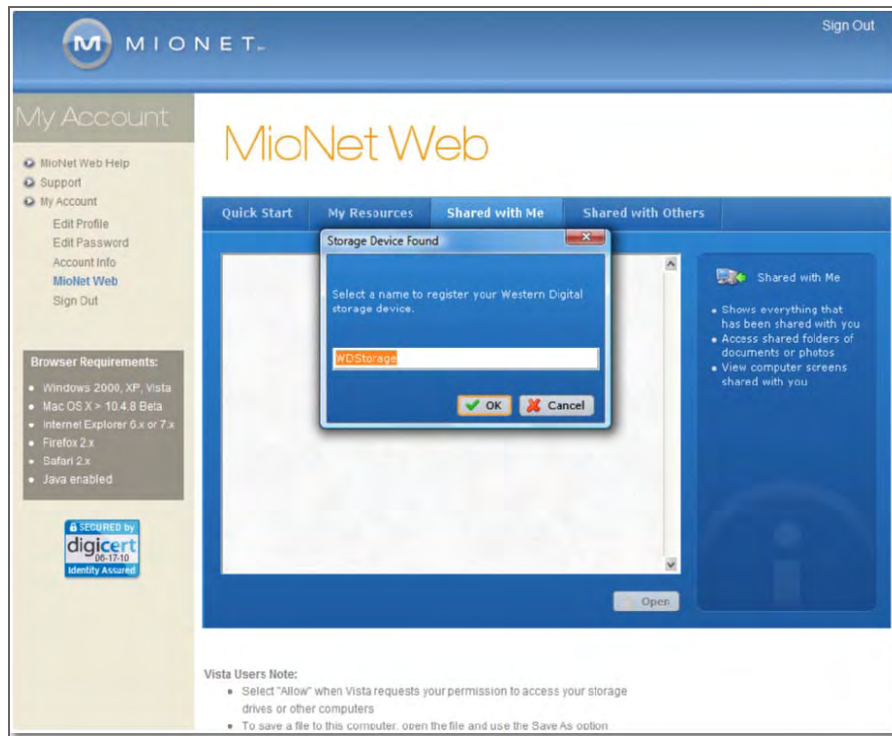 MIONET
Sign Out
My Account
MioNet Web Help
Support
My Account
Edit Profile
Edit Password
Account Info
MioNet Web
Sign Out
Browser Requirements:
Windows 2000, XP, Vista
Mac OS X > 10.4.8 Beta
Internet Explorer 6.x or 7.x
Firefox 2.x
Safari 2.x
Java enabled
SECURED by
digicert
06-17-10
Identity Assured
MioNet Web
Quick Start
My Resources
Shared with Me
Shared with Others
Storage Device Found
Select a name to register your Western Digital
storage device.
WDStorage
OK
Cancel
Shared with Me
Shows everything that
has been shared with you
Access shared folders of
documents or photos
View computer screens
shared with you
Open
Vista Users Note:
Select "Allow" when Vista requests your permission to access your storage
drives or other computers
To save a file to this computer, open the file and use the Save As option